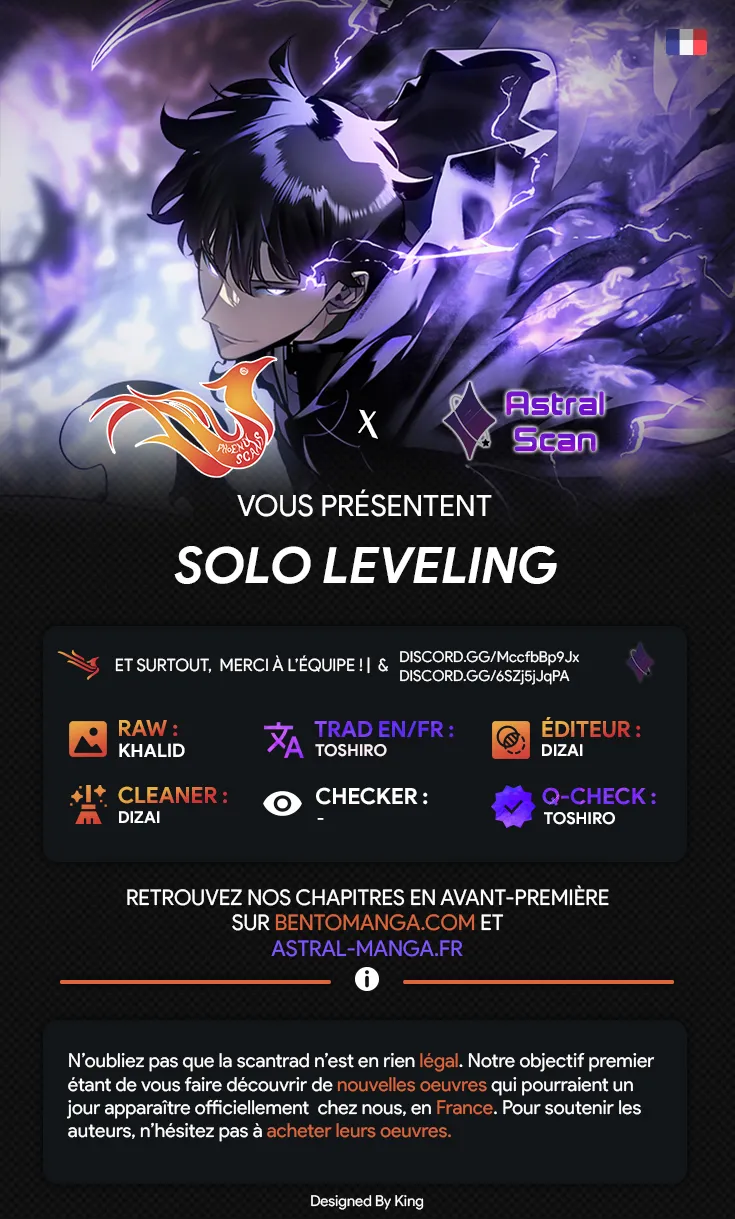 PHOENIX SCANS
X
Astral
Scan
VOUS PRÉSENTENT
SOLO LEVELING
ET SURTOUT, MERCI À L'ÉQUIPE ! | & DISCORD.GG/MccfbBp9Jx
DISCORD.GG/6SZj5jJqPA
RAW : TRAD EN/FR : ÉDITEUR :
KHALID TOSHIRO DIZAI
CLEANER : CHECKER : Q-CHECK :
DIZAI - TOSHIRO
RETROUVEZ NOS CHAPITRES EN AVANT-PREMIÈRE
SUR BENTOMANGA.COM ET
ASTRAL-MANGA.FR
N'oubliez pas que la scantrad n'est en rien légal. Notre objectif premier
étant de vous faire découvrir de nouvelles oeuvres qui pourraient un
jour apparaître officiellement chez nous, en France. Pour soutenir les
auteurs, n'hésitez pas à acheter leurs oeuvres.
Designed By King